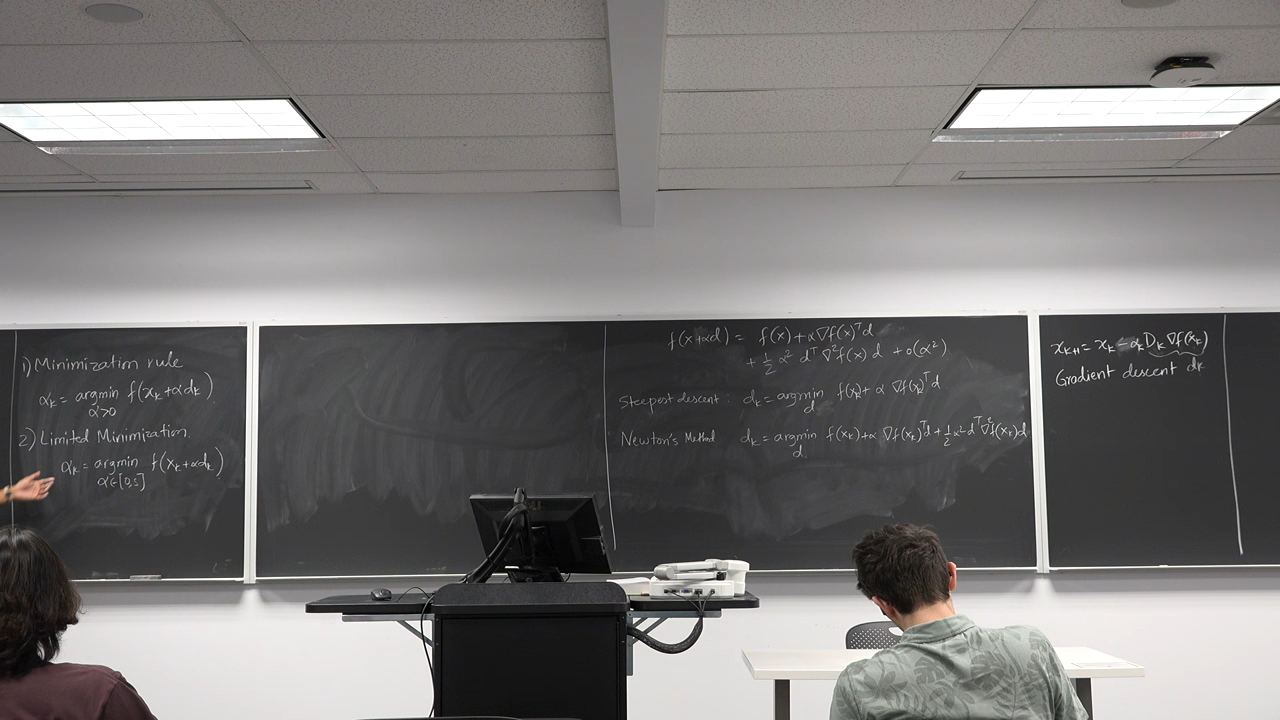 1) Minimization rule
αₖ = argmin f(xₖ+αdₖ)
α>0
2) Limited Minimization.
αₖ = argmin f(xₖ+αdₖ)
α∈[0,s]
f(x+αd) = f(x)+α∇f(x)ᵀd
+ ½ α² dᵀ ∇²f(x) d + o(α²)
Steepest descent : dₖ = argmin f(xₖ)+ α ∇f(xₖ)ᵀd
d
Newton's Method dₖ = argmin f(xₖ)+α ∇f(xₖ)ᵀd + ½ α² dᵀ∇²f(xₖ)d
d
xₖ₊₁ = xₖ - αₖDₖ∇f(xₖ)
Gradient descent dₖ